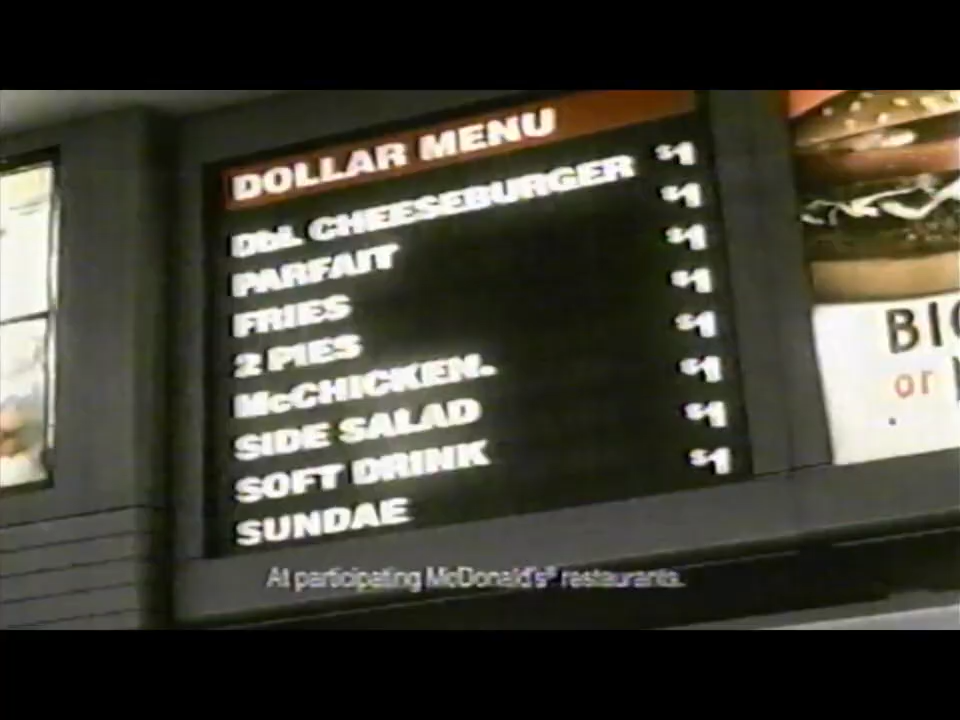 DOLLAR MENU
Dbl. CHEESEBURGER $1
PARFAIT $1
FRIES $1
2 PIES $1
McCHICKEN. $1
SIDE SALAD $1
SOFT DRINK $1
SUNDAE $1
BIG
or
At participating McDonald's® restaurants.